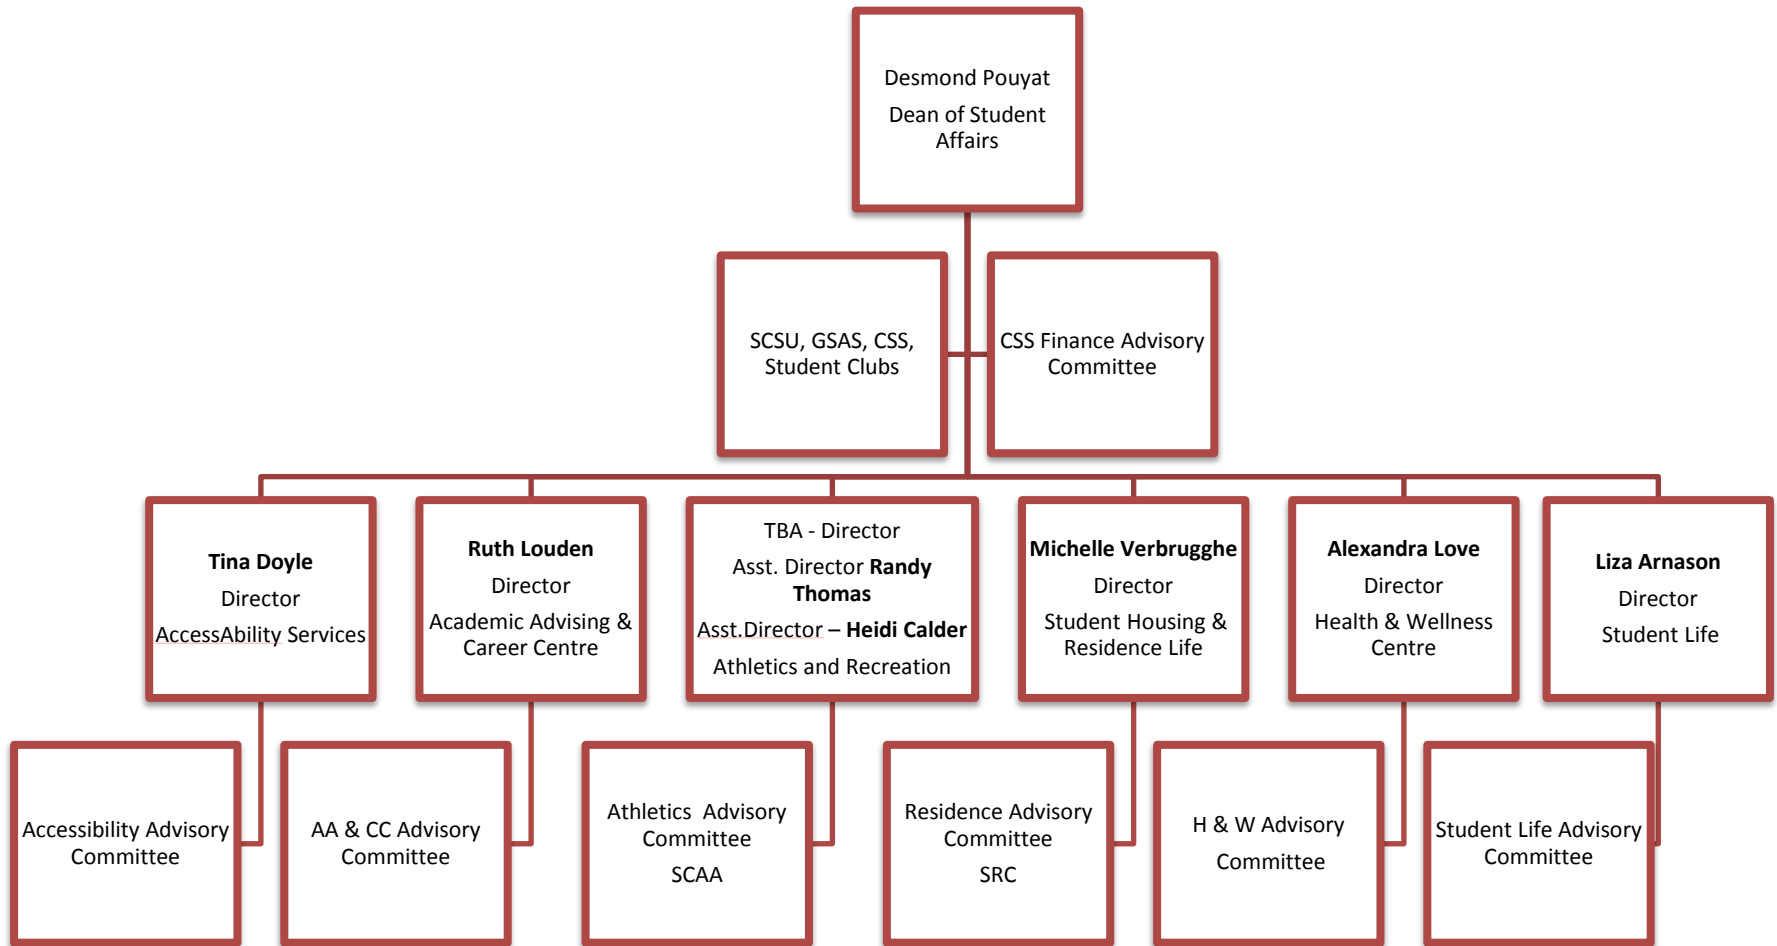 Desmond Pouyat
Dean of Student
Affairs
SCSU, GSAS, CSS,
Student Clubs
CSS Finance Advisory
Committee
Tina Doyle
Director
AccessAbility Services
Ruth Louden
Director
Academic Advising &
Career Centre
TBA - Director
Asst. Director Randy
Thomas
Asst.Director – Heidi Calder
Athletics and Recreation
Michelle Verbrugghe
Director
Student Housing &
Residence Life
Alexandra Love
Director
Health & Wellness
Centre
Liza Arnason
Director
Student Life
Accessibility Advisory
Committee
AA & CC Advisory
Committee
Athletics  Advisory
Committee
SCAA
Residence Advisory
Committee
SRC
H & W Advisory
Committee
Student Life Advisory
Committee